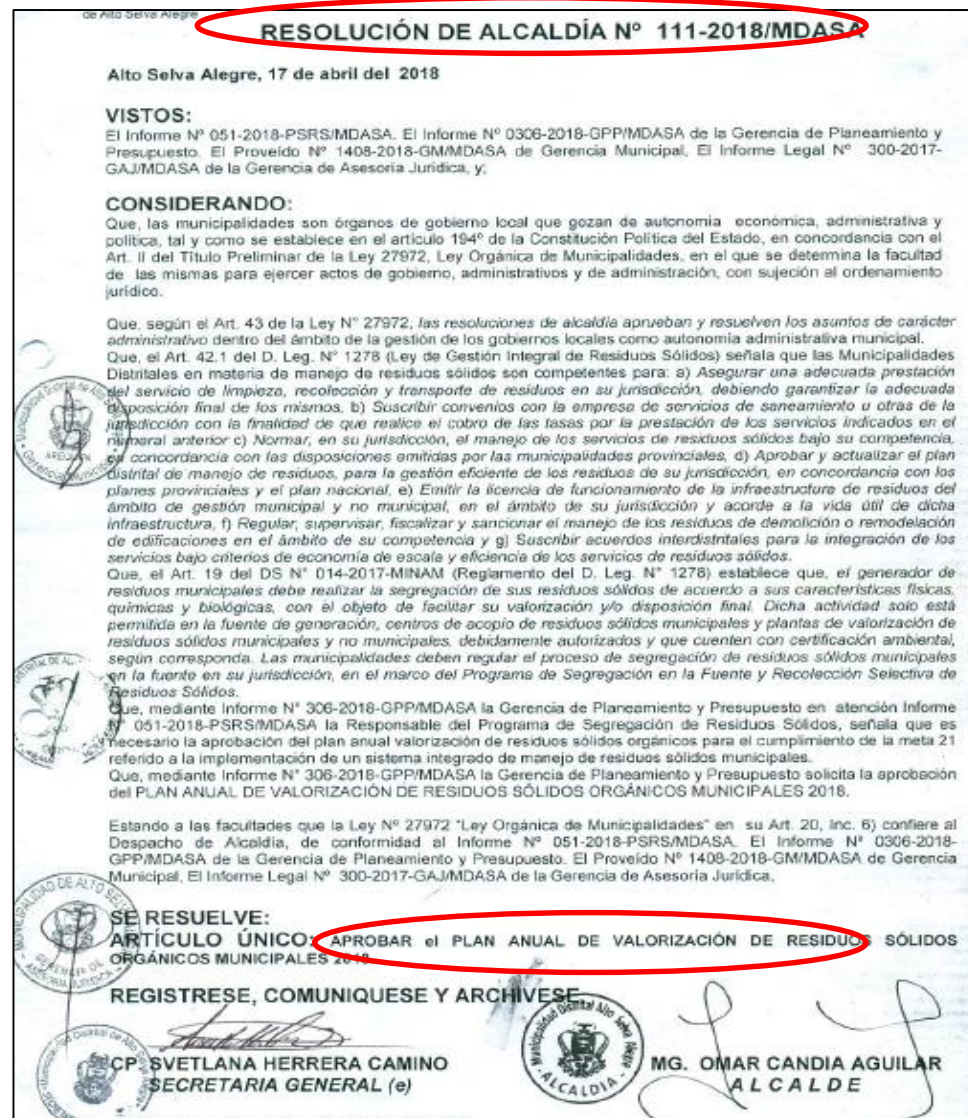 de Alto Selva Alegre
RESOLUCIÓN DE ALCALDÍA Nº 111-2018/MDASA
Alto Selva Alegre, 17 de abril del 2018
VISTOS:
El Informe Nº 051-2018-PSRS/MDASA. El Informe Nº 0306-2018-GPP/MDASA de la Gerencia de Planeamiento y
Presupuesto. El Proveído Nº 1408-2018-GM/MDASA de Gerencia Municipal, El Informe Legal Nº 300-2017-
GAJ/MDASA de la Gerencia de Asesoría Jurídica, y;
CONSIDERANDO:
Que, las municipalidades son órganos de gobierno local que gozan de autonomía económica, administrativa y
política, tal y como se establece en el artículo 194º de la Constitución Política del Estado, en concordancia con el
Art. II del Título Preliminar de la Ley 27972, Ley Orgánica de Municipalidades, en el que se determina la facultad
de las mismas para ejercer actos de gobierno, administrativos y de administración, con sujeción al ordenamiento
jurídico.
Que, según el Art. 43 de la Ley N° 27972, las resoluciones de alcaldía aprueban y resuelven los asuntos de carácter
administrativo dentro del ámbito de la gestión de los gobiernos locales como autonomía administrativa municipal.
Que, el Art. 42.1 del D. Leg. N° 1278 (Ley de Gestión Integral de Residuos Sólidos) señala que las Municipalidades
Distritales en materia de manejo de residuos sólidos son competentes para: a) Asegurar una adecuada prestación
del servicio de limpieza, recolección y transporte de residuos en su jurisdicción, debiendo garantizar la adecuada
disposición final de los mismos, b) Suscribir convenios con la empresa de servicios de saneamiento u otras de la
jurisdicción con la finalidad de que realice el cobro de las tasas por la prestación de los servicios indicados en el
numeral anterior c) Normar, en su jurisdicción, el manejo de los servicios de residuos sólidos bajo su competencia,
en concordancia con las disposiciones emitidas por las municipalidades provinciales, d) Aprobar y actualizar el plan
distrital de manejo de residuos, para la gestión eficiente de los residuos de su jurisdicción, en concordancia con los
planes provinciales y el plan nacional, e) Emitir la licencia de funcionamiento de la infraestructura de residuos del
ámbito de gestión municipal y no municipal, en el ámbito de su jurisdicción y acorde a la vida útil de dicha
infraestructura, f) Regular, supervisar, fiscalizar y sancionar el manejo de los residuos de demolición o remodelación
de edificaciones en el ámbito de su competencia y g) Suscribir acuerdos interdistritales para la integración de los
servicios bajo criterios de economía de escala y eficiencia de los servicios de residuos sólidos.
Que, el Art. 19 del DS N° 014-2017-MINAM (Reglamento del D. Leg. N° 1278) establece que, el generador de
residuos municipales debe realizar la segregación de sus residuos sólidos de acuerdo a sus características físicas,
químicas y biológicas, con el objeto de facilitar su valorización y/o disposición final. Dicha actividad solo está
permitida en la fuente de generación, centros de acopio de residuos sólidos municipales y plantas de valorización de
residuos sólidos municipales y no municipales, debidamente autorizados y que cuenten con certificación ambiental,
según corresponda. Las municipalidades deben regular el proceso de segregación de residuos sólidos municipales
en la fuente en su jurisdicción, en el marco del Programa de Segregación en la Fuente y Recolección Selectiva de
Residuos Sólidos.
Que, mediante Informe N° 306-2018-GPP/MDASA la Gerencia de Planeamiento y Presupuesto en atención Informe
051-2018-PSRS/MDASA la Responsable del Programa de Segregación de Residuos Sólidos, señala que es
necesario la aprobación del plan anual valorización de residuos sólidos orgánicos para el cumplimiento de la meta 21
referido a la implementación de un sistema integrado de manejo de residuos sólidos municipales.
Que, mediante Informe N° 306-2018-GPP/MDASA la Gerencia de Planeamiento y Presupuesto solicita la aprobación
del PLAN ANUAL DE VALORIZACIÓN DE RESIDUOS SÓLIDOS ORGÁNICOS MUNICIPALES 2018.
Estando a las facultades que la Ley Nº 27972 "Ley Orgánica de Municipalidades" en su Art. 20, Inc. 6) confiere al
Despacho de Alcaldía, de conformidad al Informe Nº 051-2018-PSRS/MDASA. El Informe Nº 0306-2018-
GPP/MDASA de la Gerencia de Planeamiento y Presupuesto. El Proveído Nº 1408-2018-GM/MDASA de Gerencia
Municipal, El Informe Legal Nº 300-2017-GAJ/MDASA de la Gerencia de Asesoría Jurídica,
SE RESUELVE:
ARTÍCULO ÚNICO: APROBAR el PLAN ANUAL DE VALORIZACIÓN DE RESIDUOS SÓLIDOS
ORGÁNICOS MUNICIPALES 2018
REGISTRESE, COMUNIQUESE Y ARCHÍVESE
CP. SVETLANA HERRERA CAMINO
SECRETARIA GENERAL (e)
Municipalidad Distrital Alto Selva Alegre
ALCALDIA
MG. OMAR CANDIA AGUILAR
ALCALDE